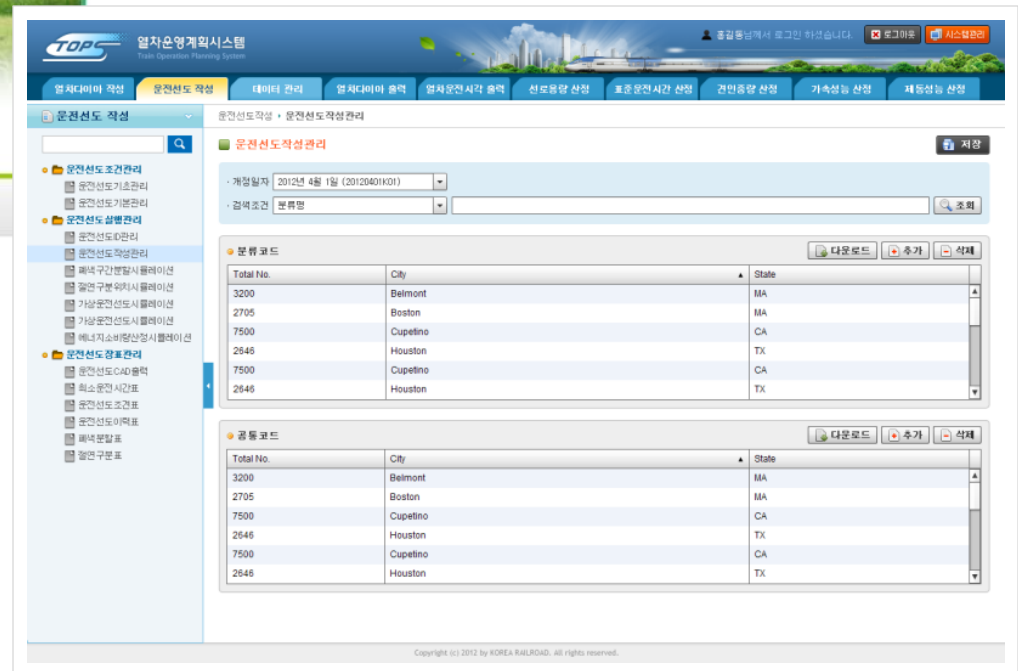 TOPS 열차운영계획시스템
Train Operation Planning System
홍길동님께서 로그인 하셨습니다. 로그아웃 시스템관리
열차다이아 작성 운전선도 작성 데이터 관리 열차다이아 출력 열차운전시각 출력 선로용량 산정 표준운전시간 산정 견인중량 산정 가속성능 산정 제동성능 산정
운전선도 작성
운전선도작성 운전선도작성관리
운전선도작성관리 저장
운전선도조건관리
운전선도기초관리
운전선도기본관리
운전선도실행관리
운전선도ID관리
운전선도작성관리
폐색구간분할시뮬레이션
절연구분위치시뮬레이션
가상운전선도시뮬레이션
가상운전선도시뮬레이션
에너지소비량산정시뮬레이션
운전선도장표관리
운전선도CAD출력
최소운전시간표
운전선도조건표
운전선도이력표
폐색분할표
절연구분표
· 개정일자 2012년 4월 1일 (20120401K01)
· 검색조건 분류명 조회
분류코드 다운로드 추가 삭제
Total No. City State
3200 Belmont MA
2705 Boston MA
7500 Cupetino CA
2646 Houston TX
7500 Cupetino CA
2646 Houston TX
공통코드 다운로드 추가 삭제
Total No. City State
3200 Belmont MA
2705 Boston MA
7500 Cupetino CA
2646 Houston TX
7500 Cupetino CA
2646 Houston TX
Copyright (c) 2012 by KOREA RAILROAD. All rights reserved.